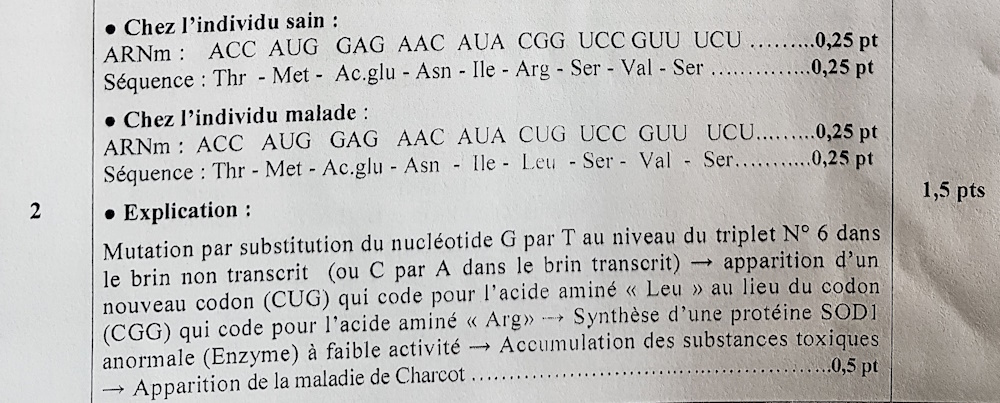 • Chez l'individu sain :
ARNm : ACC AUG GAG AAC AUA CGG UCC GUU UCU .........0,25 pt
Séquence : Thr - Met - Ac.glu - Asn - Ile - Arg - Ser - Val - Ser .............0,25 pt
• Chez l'individu malade :
ARNm : ACC AUG GAG AAC AUA CUG UCC GUU UCU.........0,25 pt
Séquence : Thr - Met - Ac.glu - Asn - Ile - Leu - Ser - Val - Ser...........0,25 pt
1,5 pts
2 • Explication :
Mutation par substitution du nucléotide G par T au niveau du triplet N° 6 dans
le brin non transcrit (ou C par A dans le brin transcrit) → apparition d'un
nouveau codon (CUG) qui code pour l'acide aminé « Leu » au lieu du codon
(CGG) qui code pour l'acide aminé « Arg» → Synthèse d'une protéine SOD1
anormale (Enzyme) à faible activité → Accumulation des substances toxiques
→ Apparition de la maladie de Charcot ................................................0,5 pt